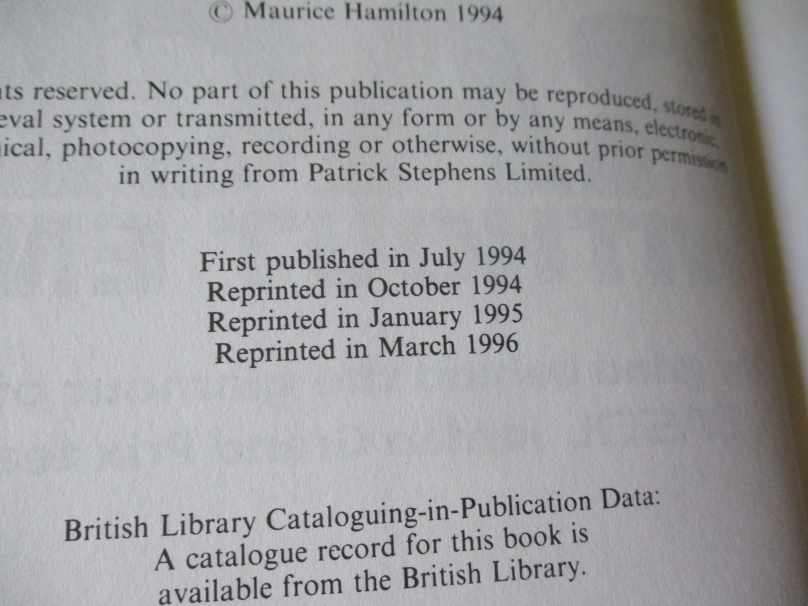 © Maurice Hamilton 1994
ts reserved. No part of this publication may be reproduced, stored in
eval system or transmitted, in any form or by any means, electronic,
ical, photocopying, recording or otherwise, without prior permission
in writing from Patrick Stephens Limited.
First published in July 1994
Reprinted in October 1994
Reprinted in January 1995
Reprinted in March 1996
British Library Cataloguing-in-Publication Data:
A catalogue record for this book is
available from the British Library.